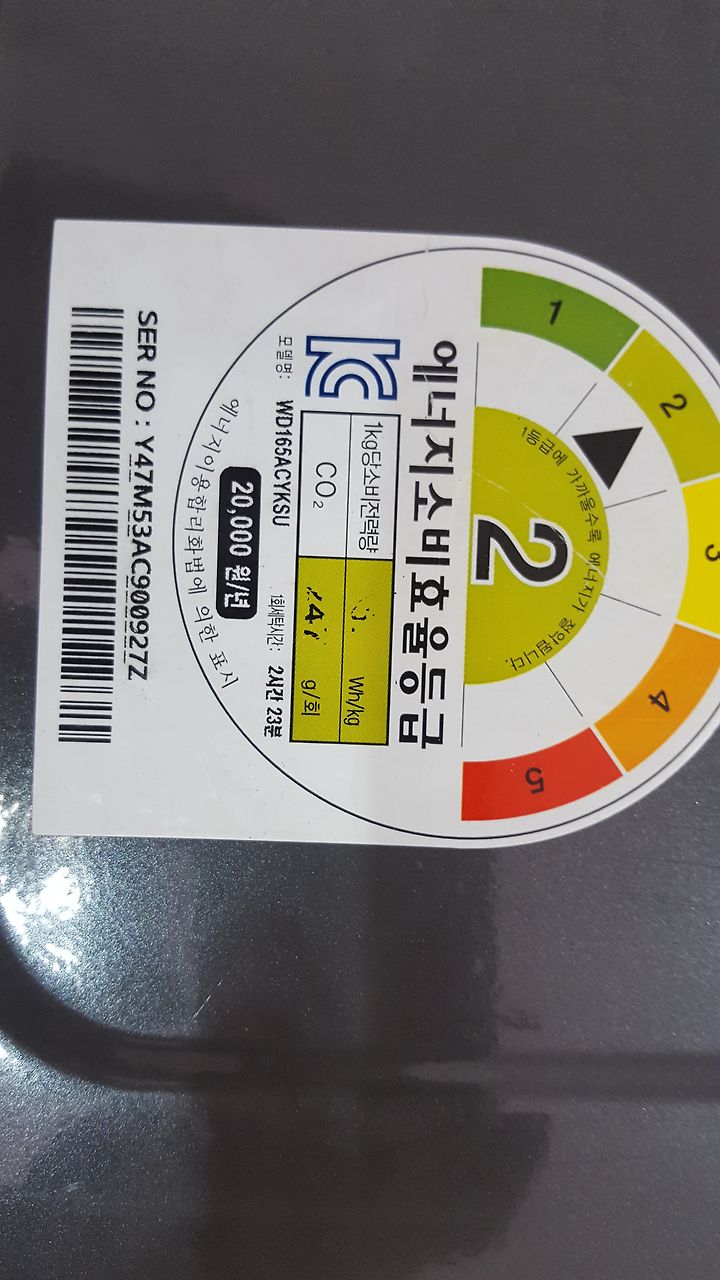 1 2 3 4 5
1등급에 가까울수록 에너지가 절약됩니다.
2
에너지소비효율등급
1kg당소비전력량 Wh/kg
CO₂ g/회
모델명: WD165ACYKSU 1회세탁시간: 2시간 23분
20,000 원/년
에너지이용합리화법에 의한 표시
SER NO : Y47M53AC900927Z